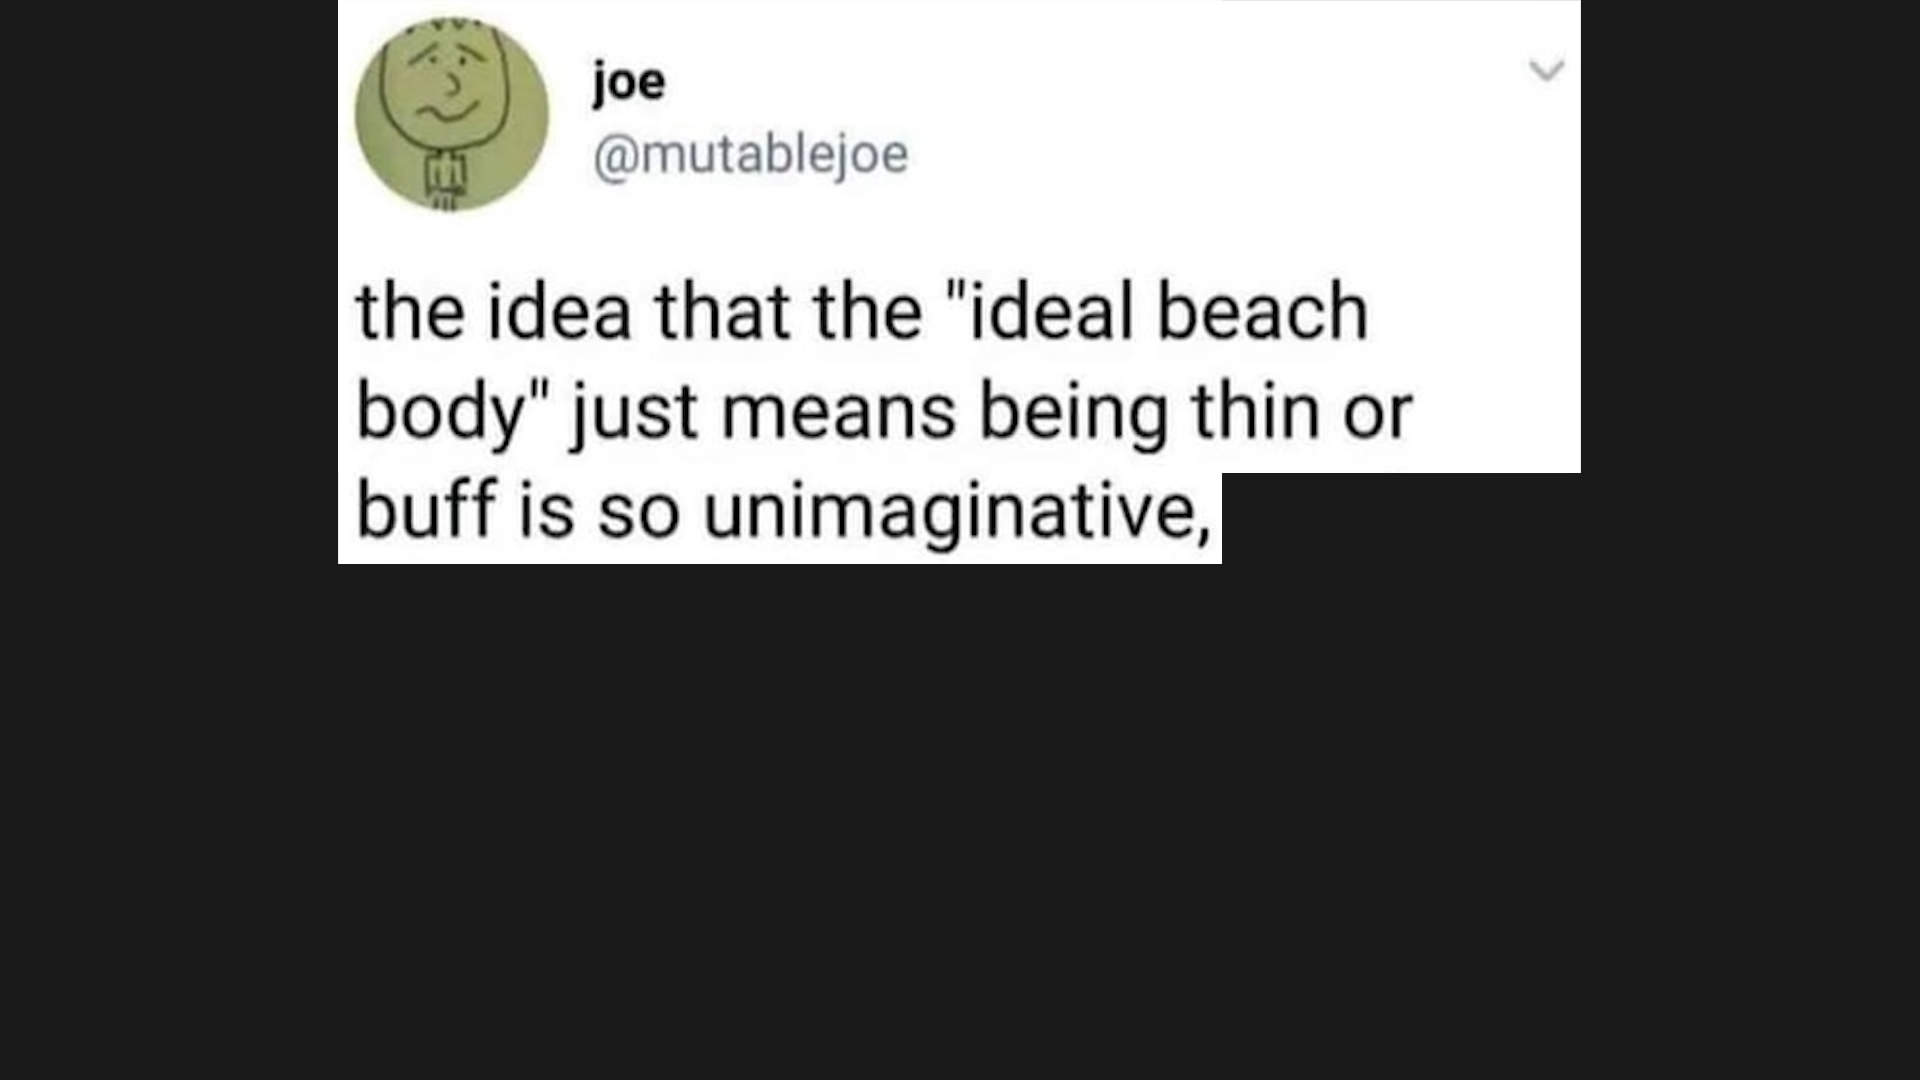 joe
@mutablejoe
the idea that the "ideal beach
body" just means being thin or
buff is so unimaginative,